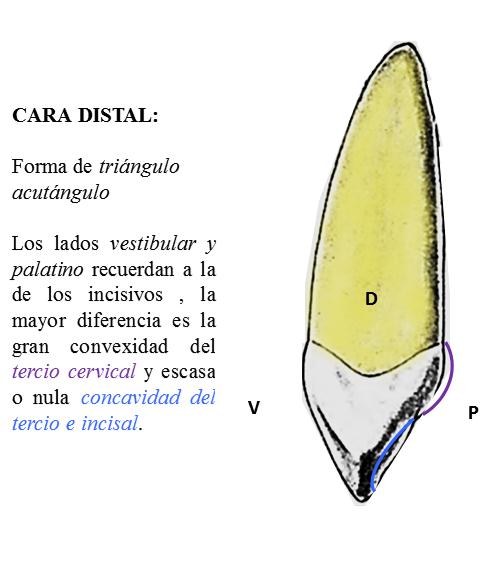 CARA DISTAL:
Forma de triángulo
acutángulo
Los lados vestibular y
palatino recuerdan a la
de los incisivos , la
mayor diferencia es la
gran convexidad del
tercio cervical y escasa
o nula concavidad del
tercio e incisal.
D
V
P